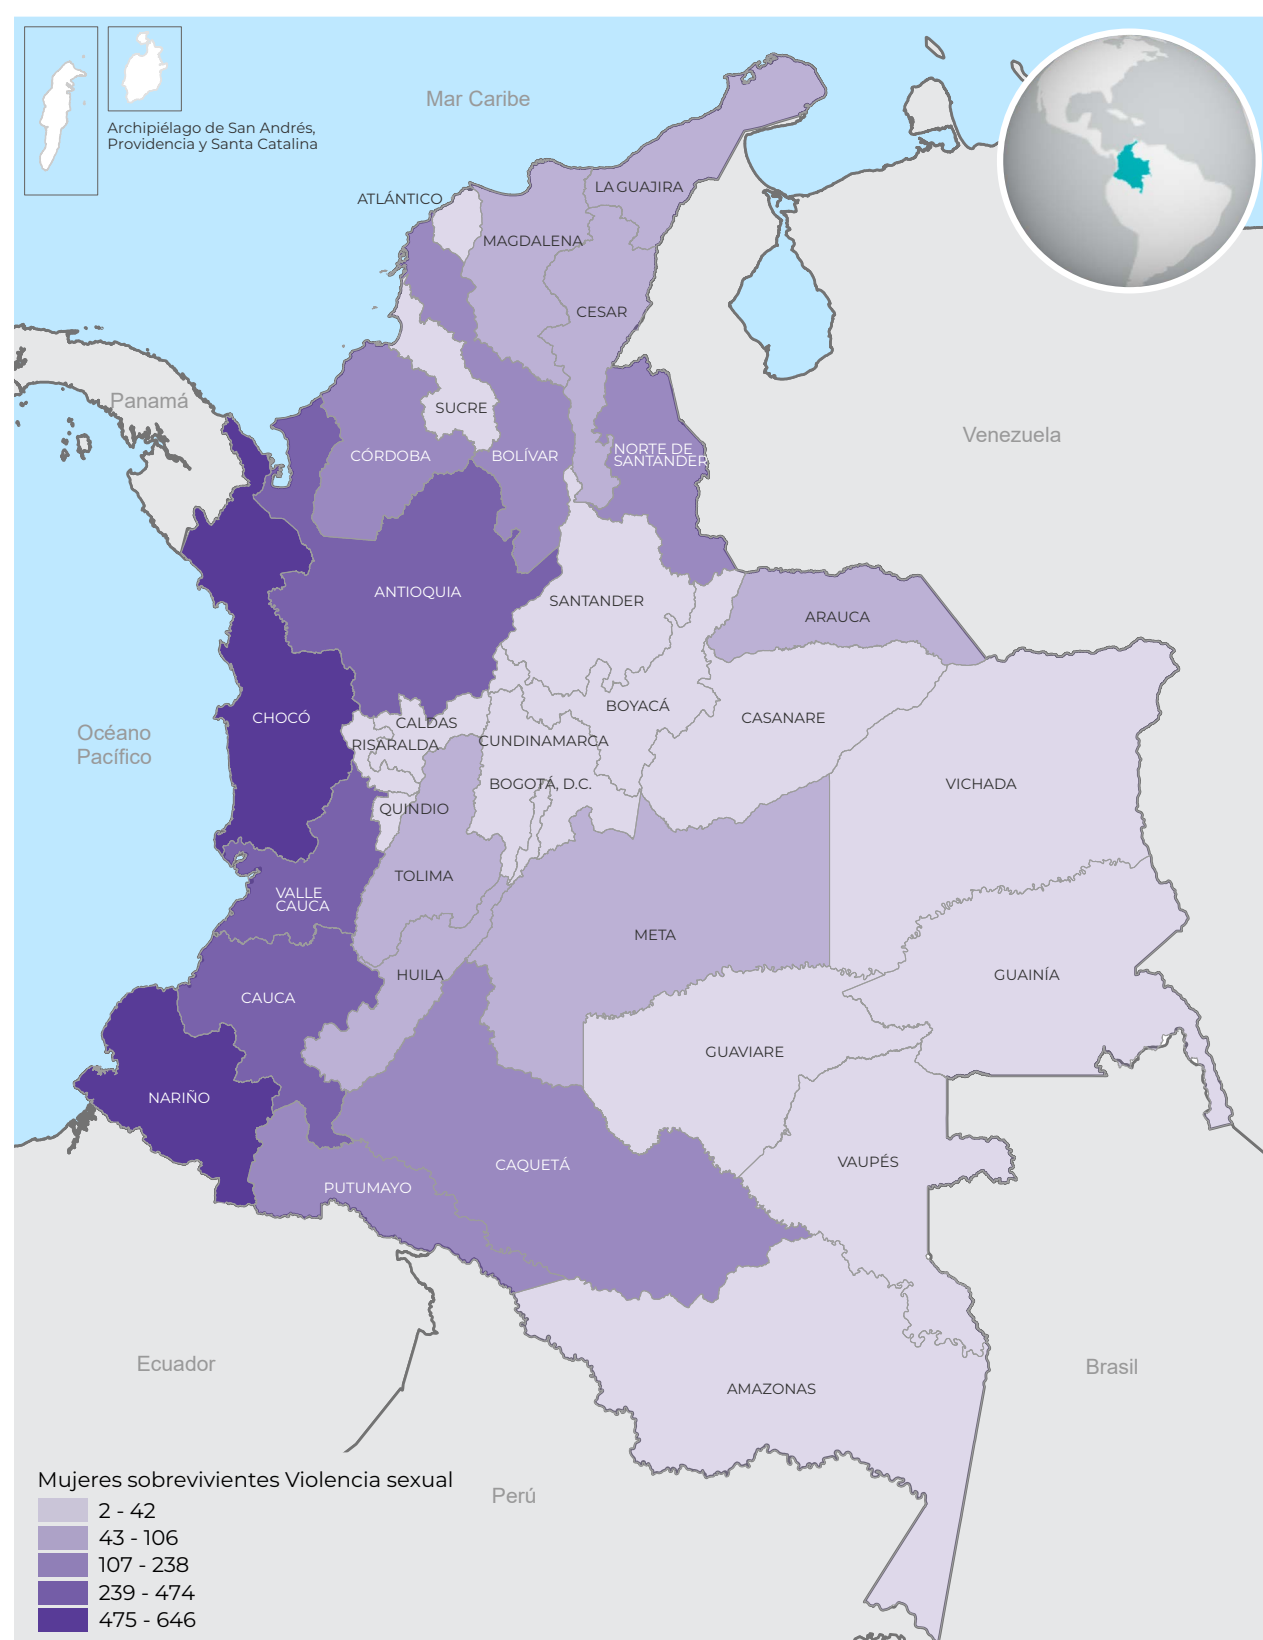 Mar Caribe
Archipiélago de San Andrés,
Providencia y Santa Catalina
LA GUAJIRA
ATLÁNTICO
MAGDALENA
CESAR
Panamá
SUCRE
Venezuela
CÓRDOBA
BOLÍVAR
NORTE DE
SANTANDER
ANTIOQUIA
SANTANDER
ARAUCA
BOYACÁ
CHOCÓ
CASANARE
CALDAS
Océano
Pacífico
RISARALDA
CUNDINAMARCA
BOGOTÁ, D.C.
VICHADA
QUINDIO
TOLIMA
VALLE
CAUCA
META
HUILA
GUAINÍA
CAUCA
GUAVIARE
NARIÑO
VAUPÉS
CAQUETÁ
PUTUMAYO
Ecuador
Brasil
AMAZONAS
Perú
Mujeres sobrevivientes Violencia sexual
2 - 42
43 - 106
107 - 238
239 - 474
475 - 646